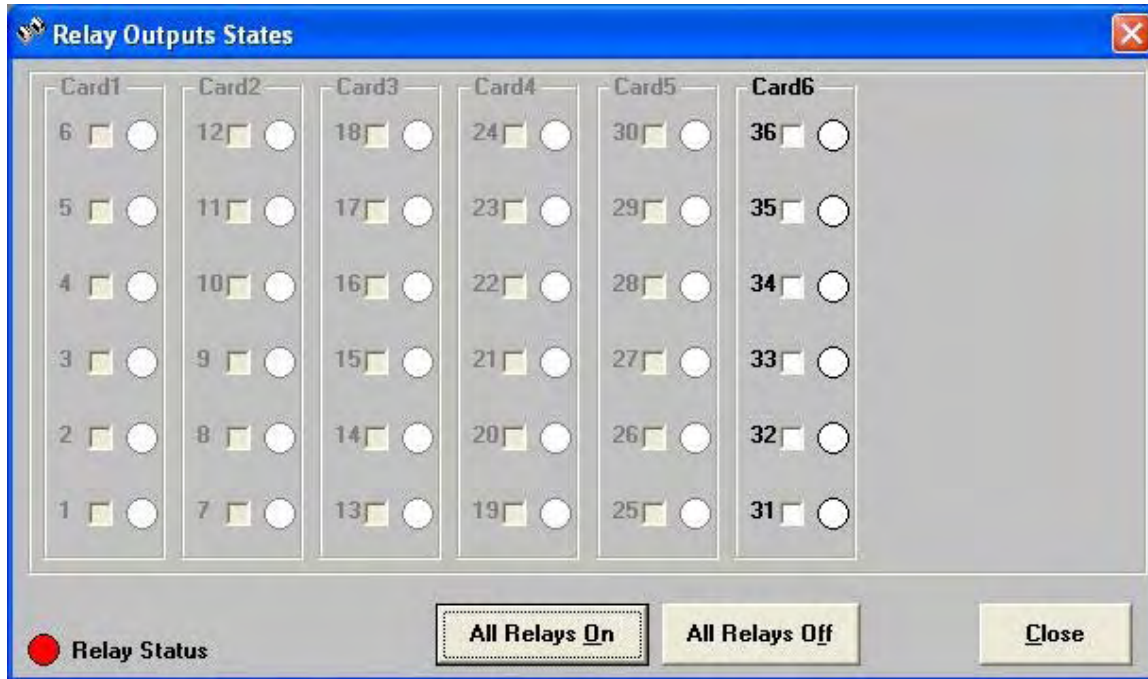 Relay Outputs States
Card1 Card2 Card3 Card4 Card5 Card6
6 12 18 24 30 36
5 11 17 23 29 35
4 10 16 22 28 34
3 9 15 21 27 33
2 8 14 20 26 32
1 7 13 19 25 31
Relay Status All Relays On All Relays Off Close